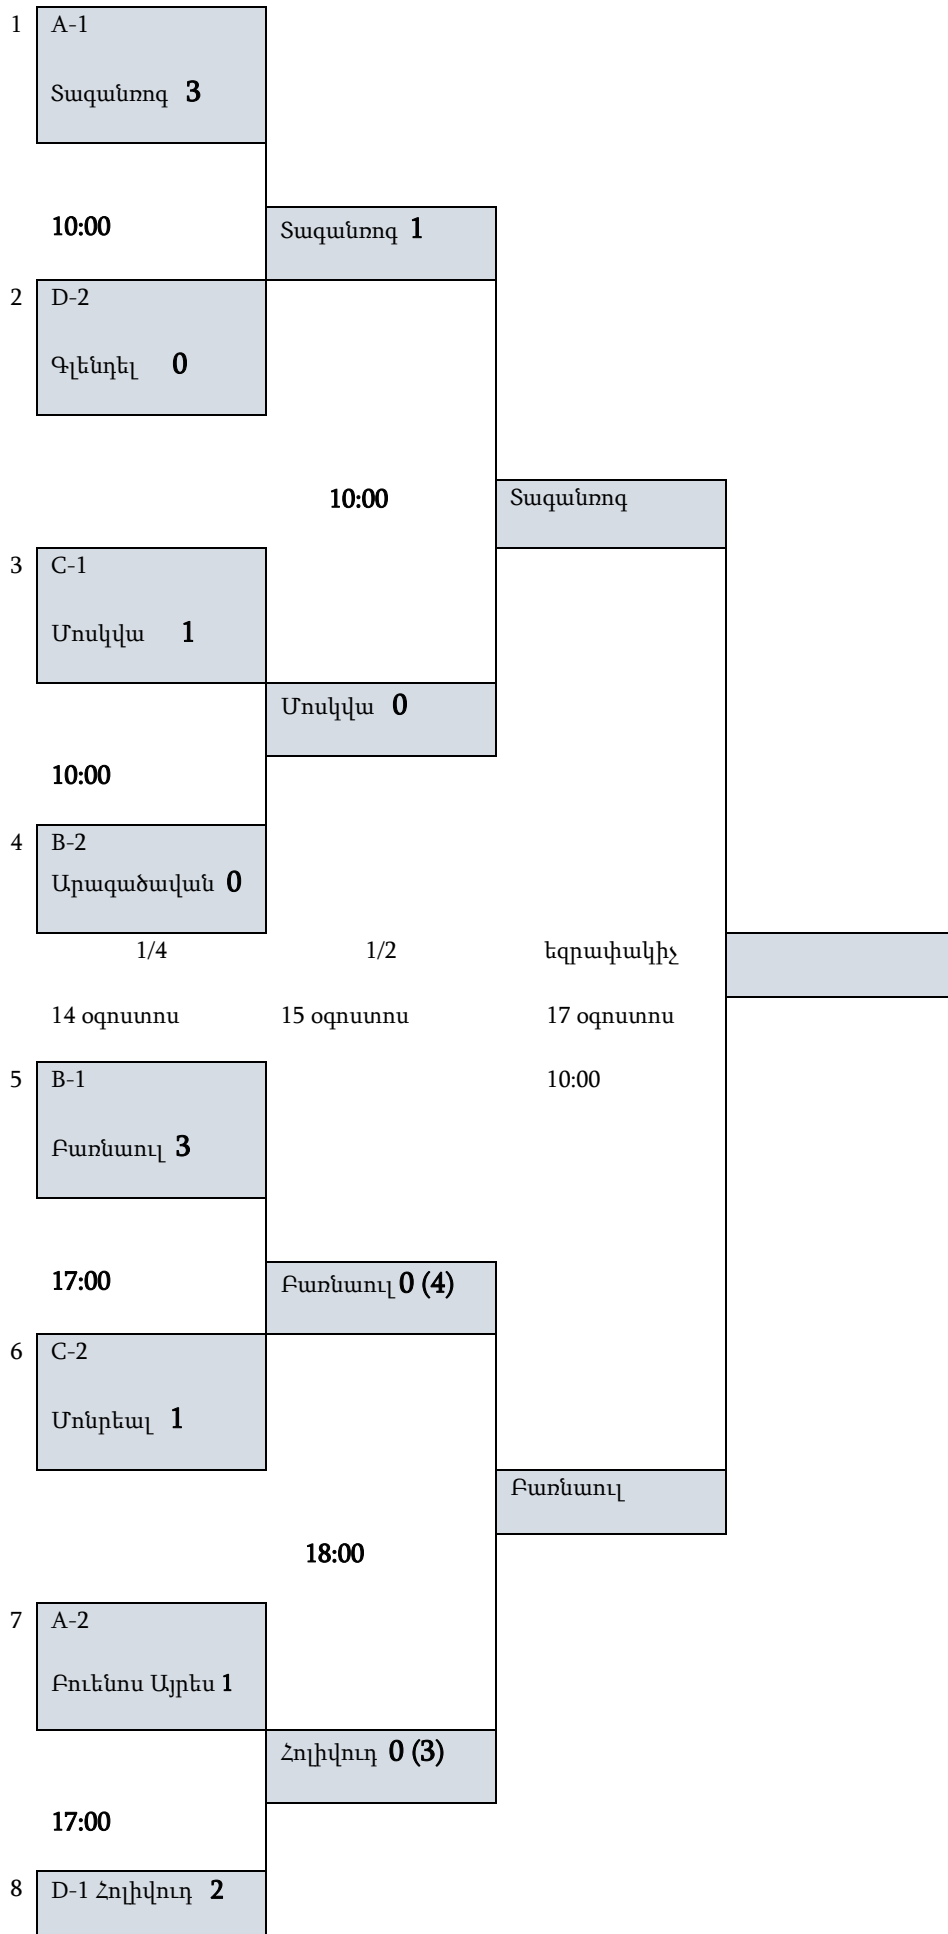 1 A-1
Տագանռոգ 3
10:00
Տագանռոգ 1
2 D-2
Գլենդել 0
10:00
Տագանռոգ
3 C-1
Մոսկվա 1
Մոսկվա 0
10:00
4 B-2
Արագածավան 0
1/4 1/2 եզրափակիչ
14 օգոստոս 15 օգոստոս 17 օգոստոս
5 B-1 10:00
Բառնաուլ 3
17:00 Բառնաուլ 0 (4)
6 C-2
Մոնրեալ 1
Բառնաուլ
18:00
7 A-2
Բուենոս Այրես 1
Հոլիվուդ 0 (3)
17:00
8 D-1 Հոլիվուդ 2